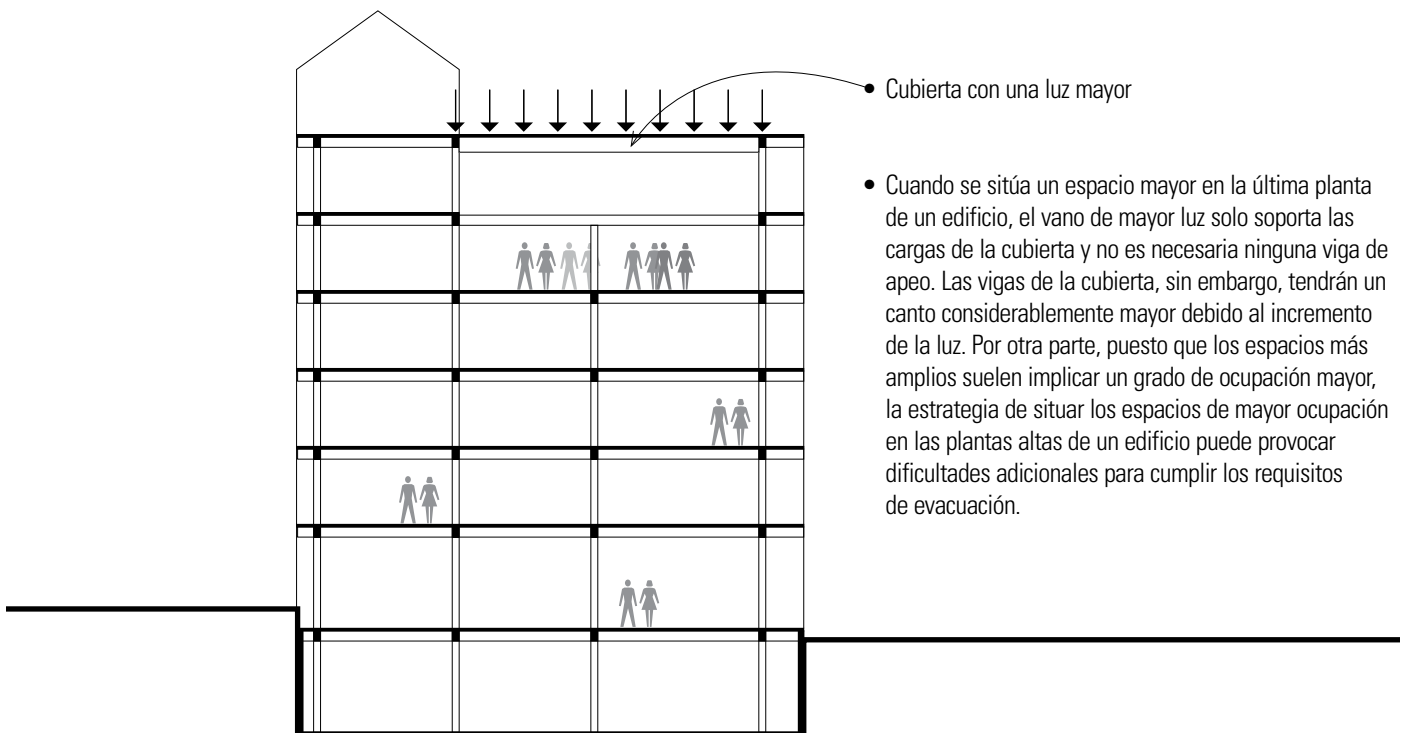 • Cubierta con una luz mayor
• Cuando se sitúa un espacio mayor en la última planta
de un edificio, el vano de mayor luz solo soporta las
cargas de la cubierta y no es necesaria ninguna viga de
apeo. Las vigas de la cubierta, sin embargo, tendrán un
canto considerablemente mayor debido al incremento
de la luz. Por otra parte, puesto que los espacios más
amplios suelen implicar un grado de ocupación mayor,
la estrategia de situar los espacios de mayor ocupación
en las plantas altas de un edificio puede provocar
dificultades adicionales para cumplir los requisitos
de evacuación.